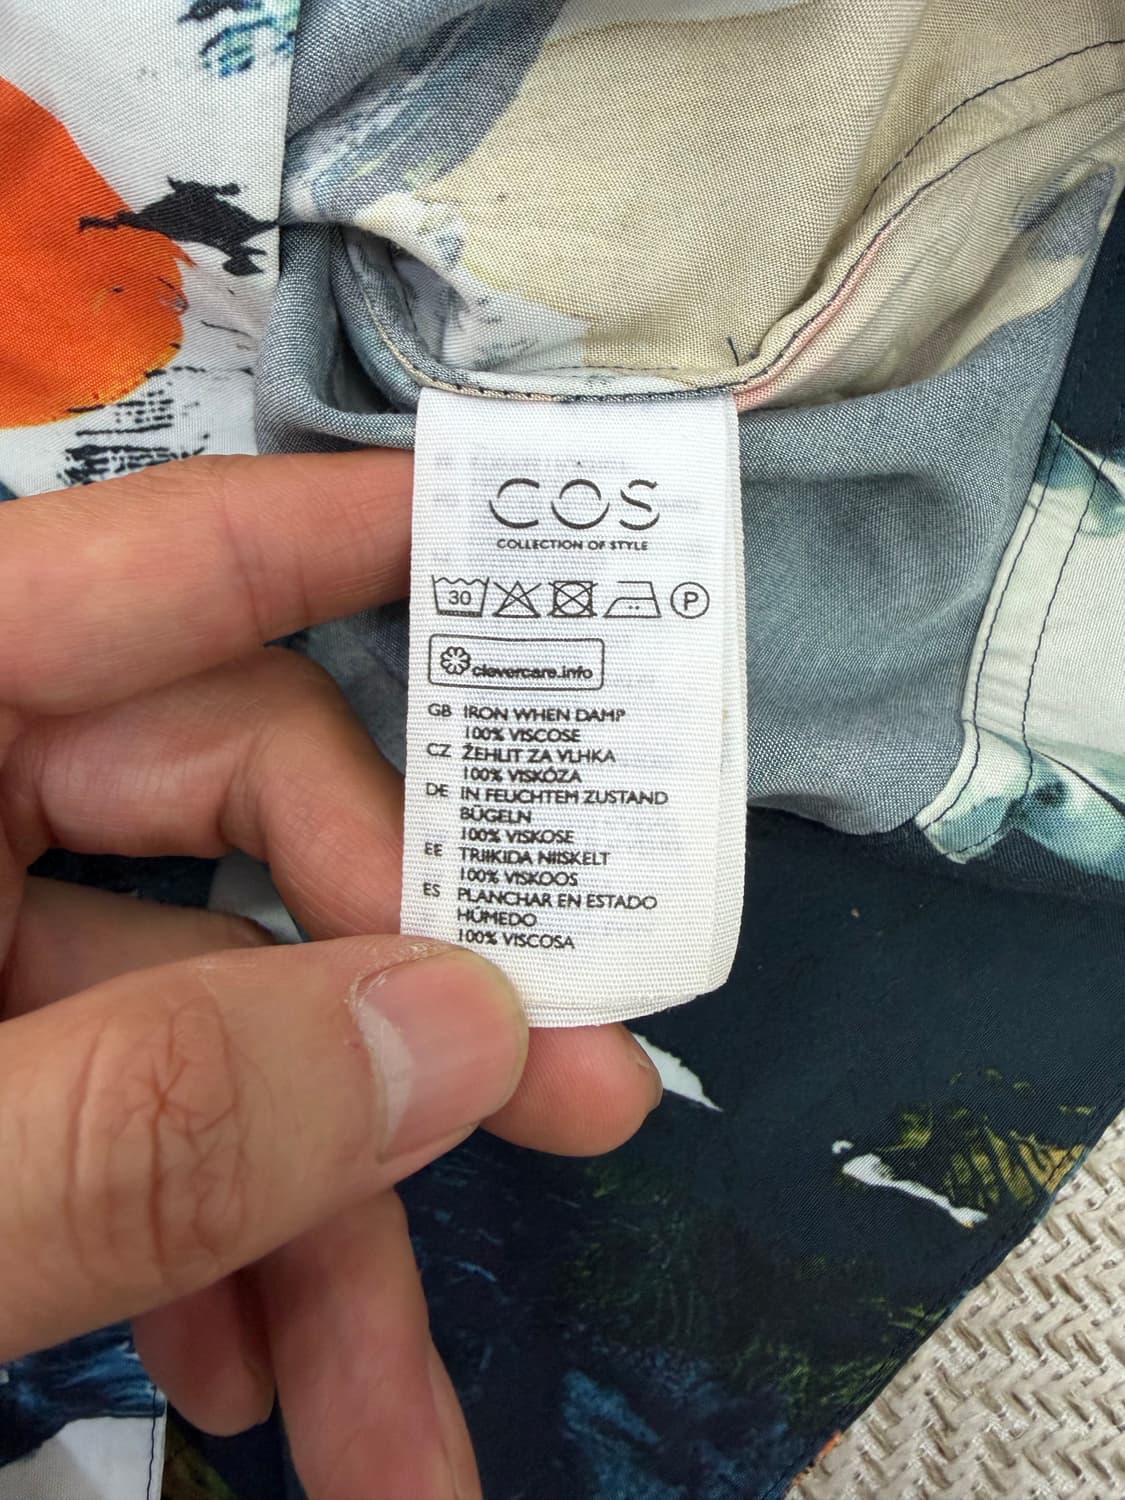 COS
COLLECTION OF STYLE
30 P
clevercare.info
GB IRON WHEN DAMP
100% VISCOSE
CZ ŽEHLIT ZA VLHKA
100% VISKÓZA
DE IN FEUCHTEM ZUSTAND
BÜGELN
100% VISKOSE
EE TRIIKIDA NIISKELT
100% VISKOOS
ES PLANCHAR EN ESTADO
HÚMEDO
100% VISCOSA